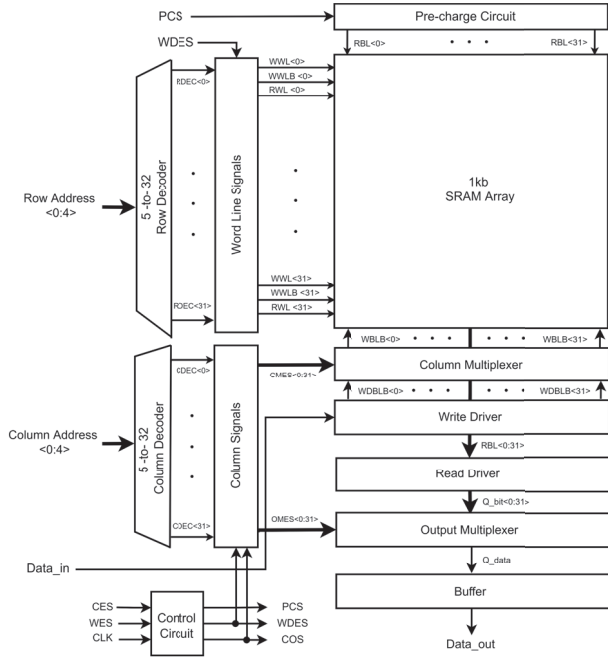 PCS
Pre-charge Circuit
RBL<0>
RBL<31>
WDES
WWL<0>
WWLB <0>
RWL <0>
RDEC<0>
5 -to- 32
Row Decoder
Word Line Signals
1kb
SRAM Array
Row Address
<0:4>
WWL<31>
WWLB <31>
RWL <31>
RDEC<31>
WBLB<0>
WBLB<31>
CDEC<0>
CMES<0:31>
Column Multiplexer
WDBLB<0>
WDBLB<31>
5 -to- 32
Column Decoder
Column Signals
Write Driver
Column Address
<0:4>
RBL<0:31>
Read Driver
Q_bit<0:31>
CDEC<31>
OMES<0:31>
Output Multiplexer
Data_in
Q_data
Buffer
CES
WES
CLK
Control
Circuit
PCS
WDES
COS
Data_out